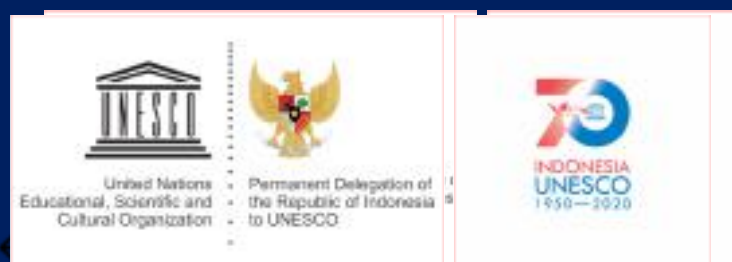 UNESCO
United Nations
Educational, Scientific and
Cultural Organization
Permanent Delegation of
the Republic of Indonesia
to UNESCO
70
INDONESIA
UNESCO
1950—2020